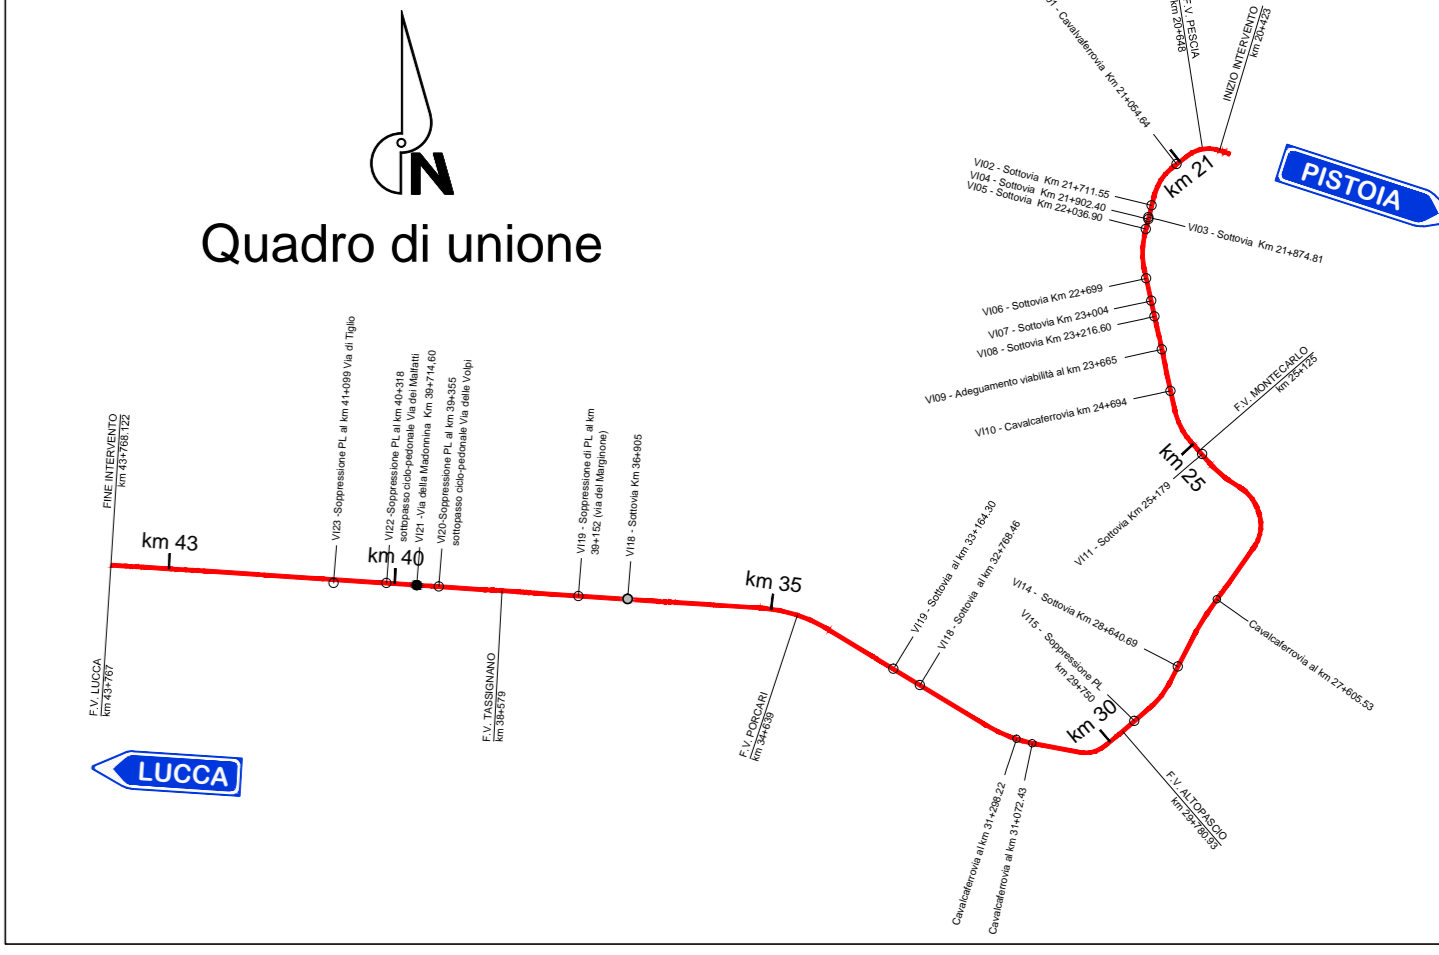 N
Quadro di unione
01 - Cavalvaferrovia Km 21+054.64
F.V. PESCIA
km 20+648
INIZIO INTERVENTO
km 20+423
km 21
PISTOIA
VI02 - Sottovia Km 21+711.55
VI04 - Sottovia Km 21+902.40
VI05 - Sottovia Km 22+036.90
VI03 - Sottovia Km 21+874.81
VI06 - Sottovia Km 22+699
VI07 - Sottovia Km 23+004
VI08 - Sottovia Km 23+216.60
VI09 - Adeguamento viabilità al km 23+665
VI10 - Cavalcaferrovia km 24+694
F.V. MONTECARLO
km 25+125
km 25
VI11 - Sottovia Km 25+179
Cavalcaferrovia al km 27+605.53
VI14 - Sottovia Km 28+640.69
VI15 - Soppressione PL
km 29+750
km 30
F.V. ALTOPASCIO
km 29+780.93
Cavalcaferrovia al km 31+072.43
Cavalcaferrovia al km 31+298.22
VI18 - Sottovia al km 32+768.46
VI19 - Sottovia al km 33+164.30
F.V. PORCARI
km 34+639
km 35
VI18 - Sottovia Km 36+905
VI19 - Soppressione di PL al km
39+152 (via del Marginone)
F.V. TASSIGNANO
km 38+579
VI20-Soppressione PL al km 39+355
sottopasso ciclo-pedonale Via delle Volpi
VI21 -Via della Madonnina Km 39+714.60
VI22 -Soppressione PL al km 40+318
sottopasso ciclo-pedonale Via dei Malfatti
km 40
VI23 -Soppressione PL al km 41+099 Via di Tiglio
km 43
FINE INTERVENTO
km 43+768.122
F.V. LUCCA
km 43+767
LUCCA